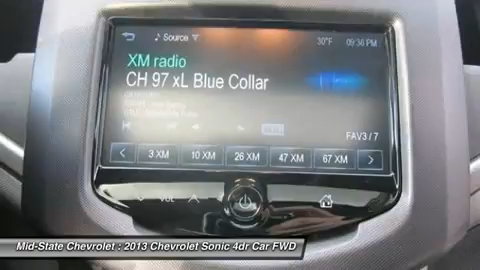 ♪ Source
30°F
09:36 PM
XM radio
CH 97 xL Blue Collar
FAV3 / 7
< 3 XM 10 XM 26 XM 47 XM 67 XM >
VOL
Mid-State Chevrolet : 2013 Chevrolet Sonic 4dr Car FWD